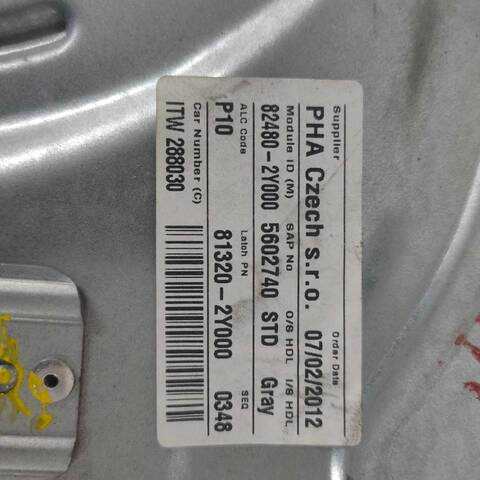 Supplier Order Date
PHA Czech s.r.o. 07/02/2012
Module ID (M) SAP No O/S HDL I/S HDL
82480-2Y000 5602740 STD Gray
ALC Code Latch PN SEQ
P10 81320-2Y000 0348
Car Number (C)
ITW 288030